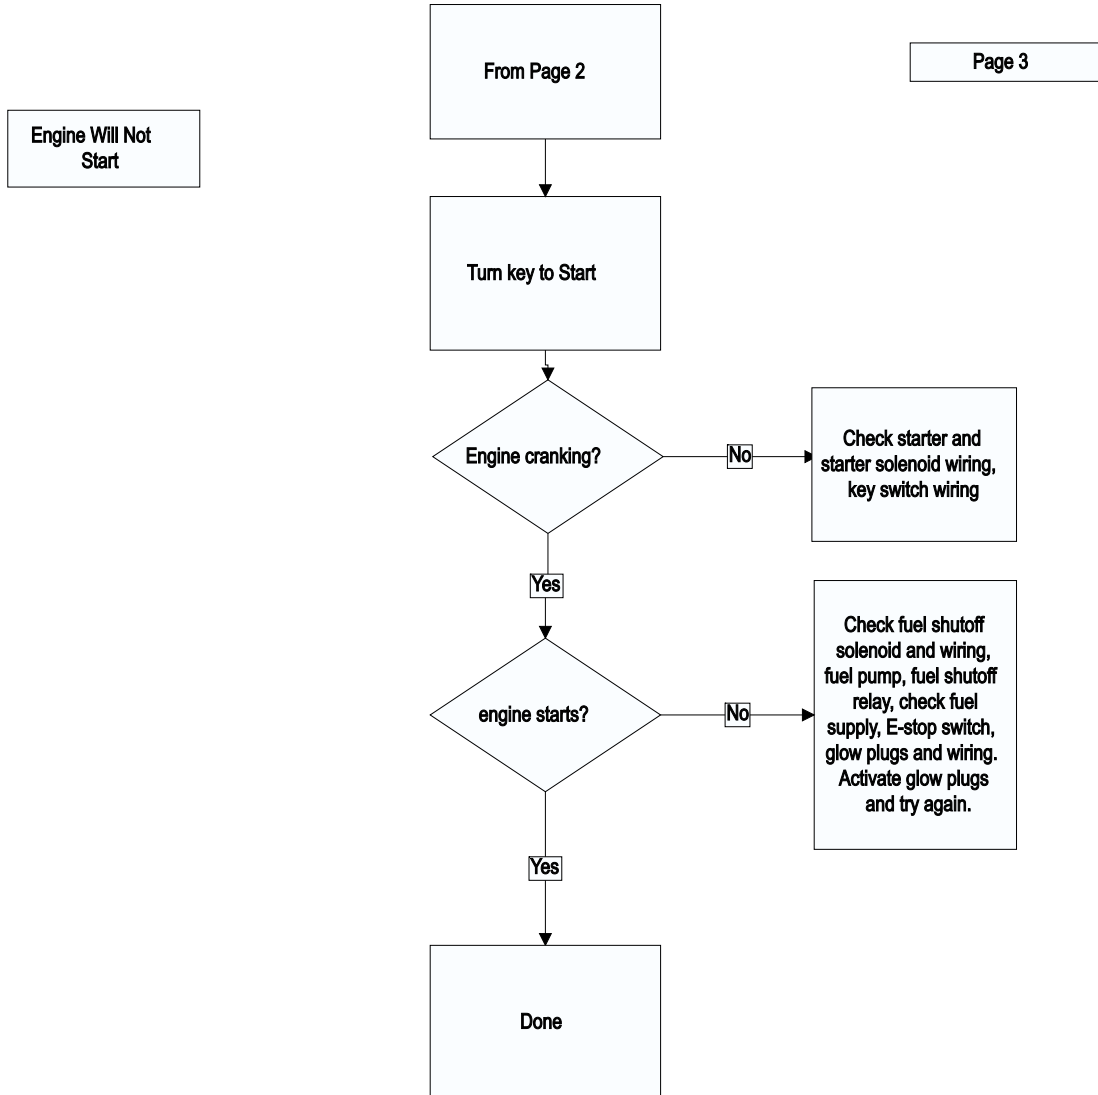 From Page 2
Page 3
Engine Will Not
Start
Turn key to Start
Engine cranking?
No
Check starter and
starter solenoid wiring,
key switch wiring
Yes
engine starts?
No
Check fuel shutoff
solenoid and wiring,
fuel pump, fuel shutoff
relay, check fuel
supply, E-stop switch,
glow plugs and wiring.
Activate glow plugs
and try again.
Yes
Done